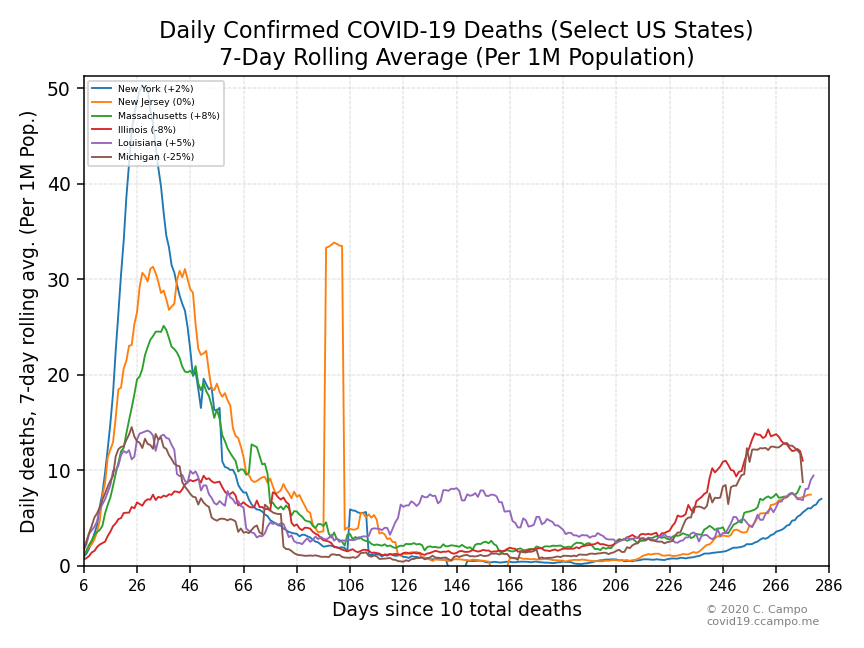 Daily Confirmed COVID-19 Deaths (Select US States)
7-Day Rolling Average (Per 1M Population)
Daily deaths, 7-day rolling avg. (Per 1M Pop.)
50
40
30
20
10
0
New York (+2%)
New Jersey (0%)
Massachusetts (+8%)
Illinois (-8%)
Louisiana (+5%)
Michigan (-25%)
6 26 46 66 86 106 126 146 166 186 206 226 246 266 286
Days since 10 total deaths
© 2020 C. Campo
covid19.ccampo.me